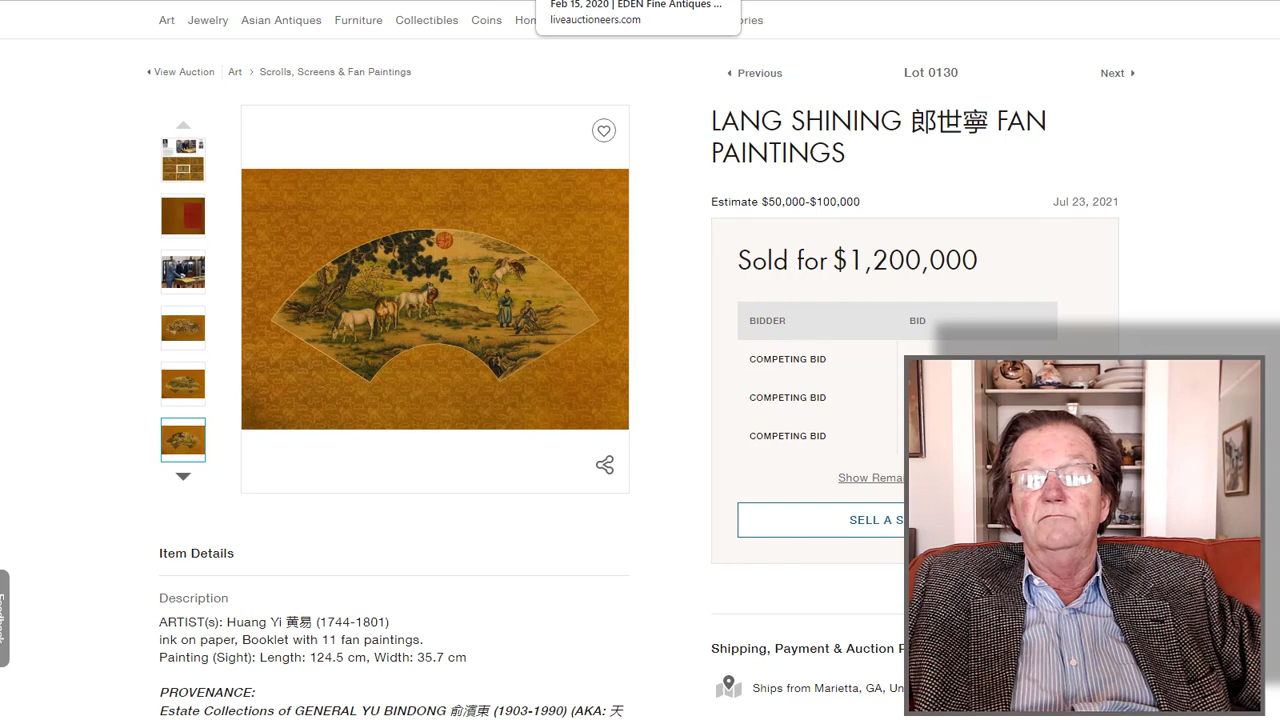 Feb 15, 2020 | EDEN Fine Antiques ...
liveauctioneers.com
Art Jewelry Asian Antiques Furniture Collectibles Coins
View Auction Art > Scrolls, Screens & Fan Paintings
Previous Lot 0130 Next
LANG SHINING 郎世寧 FAN
PAINTINGS
Estimate $50,000-$100,000 Jul 23, 2021
Sold for $1,200,000
BIDDER BID
COMPETING BID
COMPETING BID
COMPETING BID
Show Rema
SELL A S
Item Details
Description
ARTIST(s): Huang Yi 黄易 (1744-1801)
ink on paper, Booklet with 11 fan paintings.
Painting (Sight): Length: 124.5 cm, Width: 35.7 cm
PROVENANCE:
Estate Collections of GENERAL YU BINDONG 俞濱東 (1903-1990) (AKA: 天
Shipping, Payment & Auction
Ships from Marietta, GA, Un
Feedback